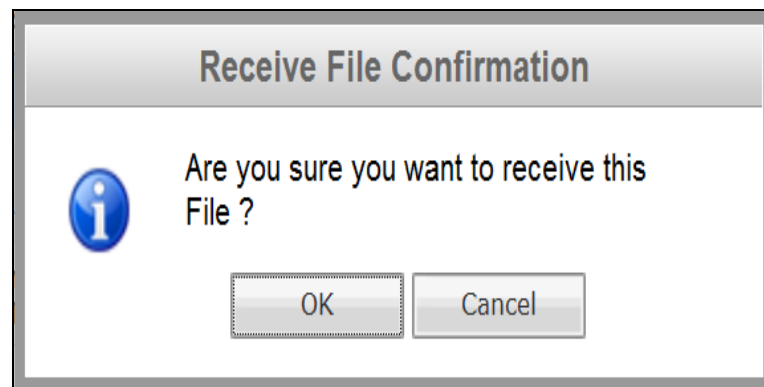 Receive File Confirmation
Are you sure you want to receive this
File ?
OK
Cancel